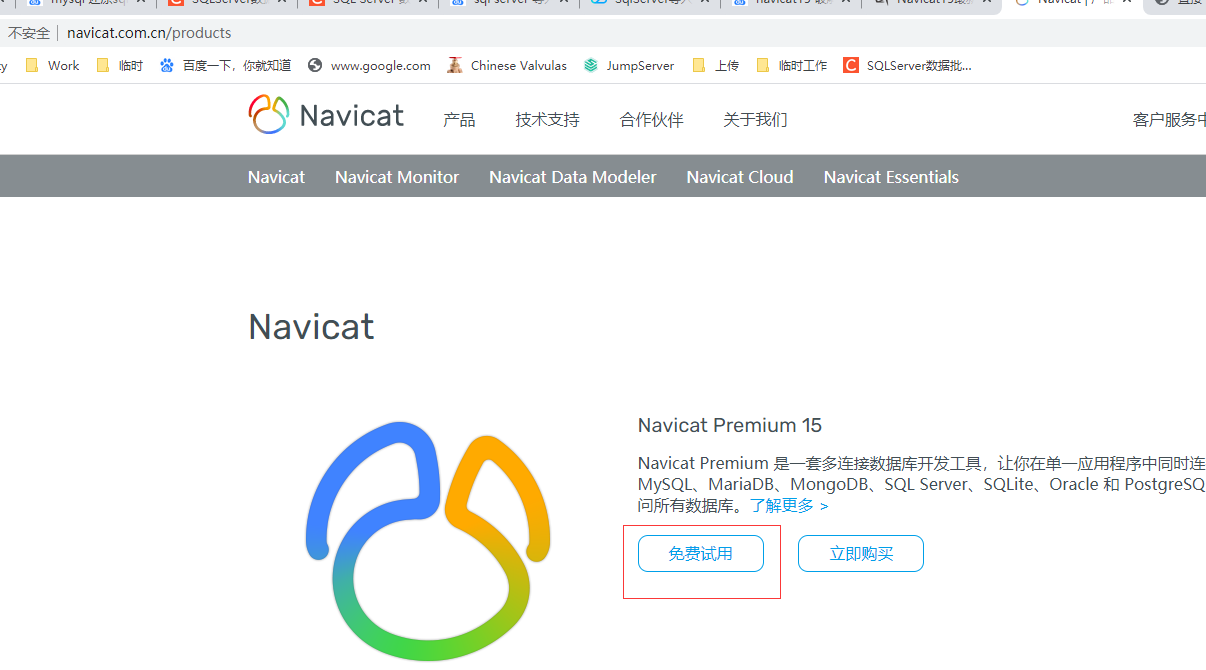 不安全 navicat.com.cn/products
Work 临时 百度一下，你就知道 www.google.com Chinese Valvulas JumpServer 上传 临时工作 SQLServer数据批...
Navicat 产品 技术支持 合作伙伴 关于我们 客户服务中
Navicat Navicat Monitor Navicat Data Modeler Navicat Cloud Navicat Essentials
Navicat
Navicat Premium 15
Navicat Premium 是一套多连接数据库开发工具，让你在单一应用程序中同时连
MySQL、MariaDB、MongoDB、SQL Server、SQLite、Oracle 和 PostgreSQ
问所有数据库。了解更多 >
免费试用 立即购买